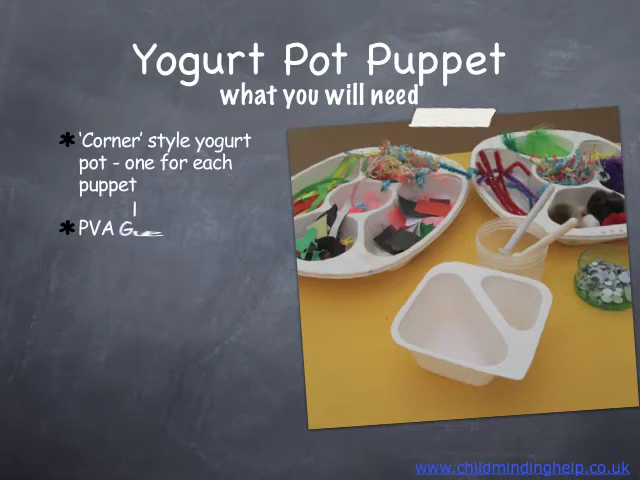 Yogurt Pot Puppet
what you will need
✱ 'Corner' style yogurt
pot - one for each
puppet
✱ PVA
www.childmindinghelp.co.uk